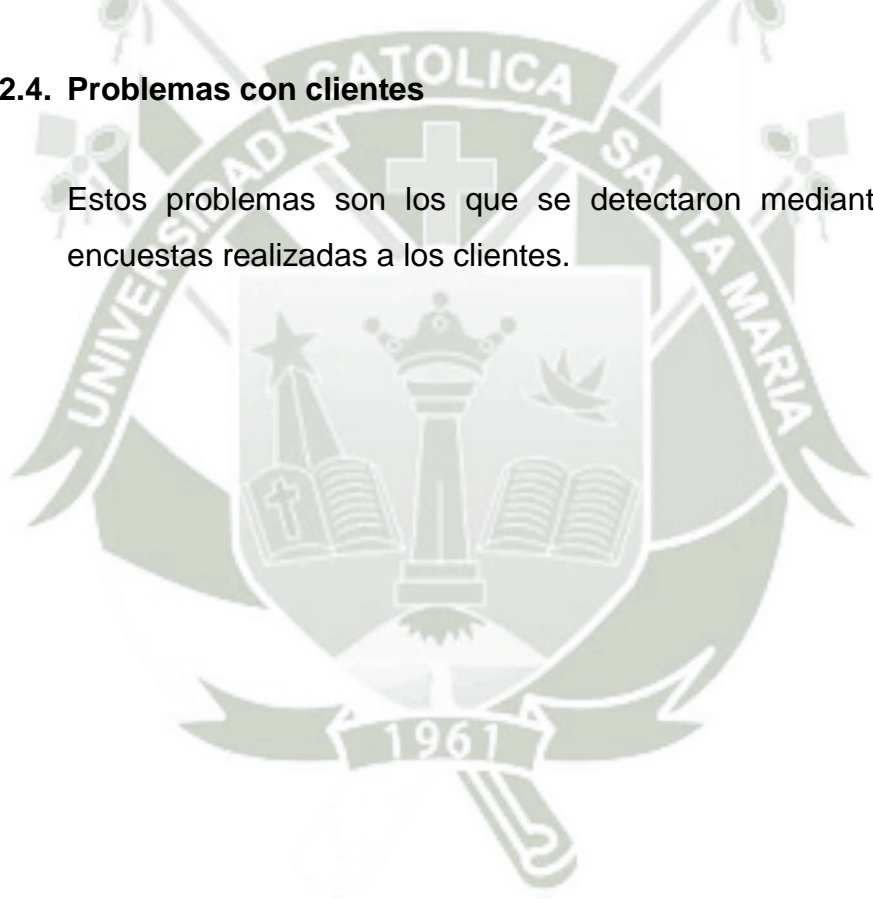 2.4. Problemas con clientes
Estos problemas son los que se detectaron mediant
encuestas realizadas a los clientes.
UNIVERSIDAD CATOLICA SANTA MARIA
1961